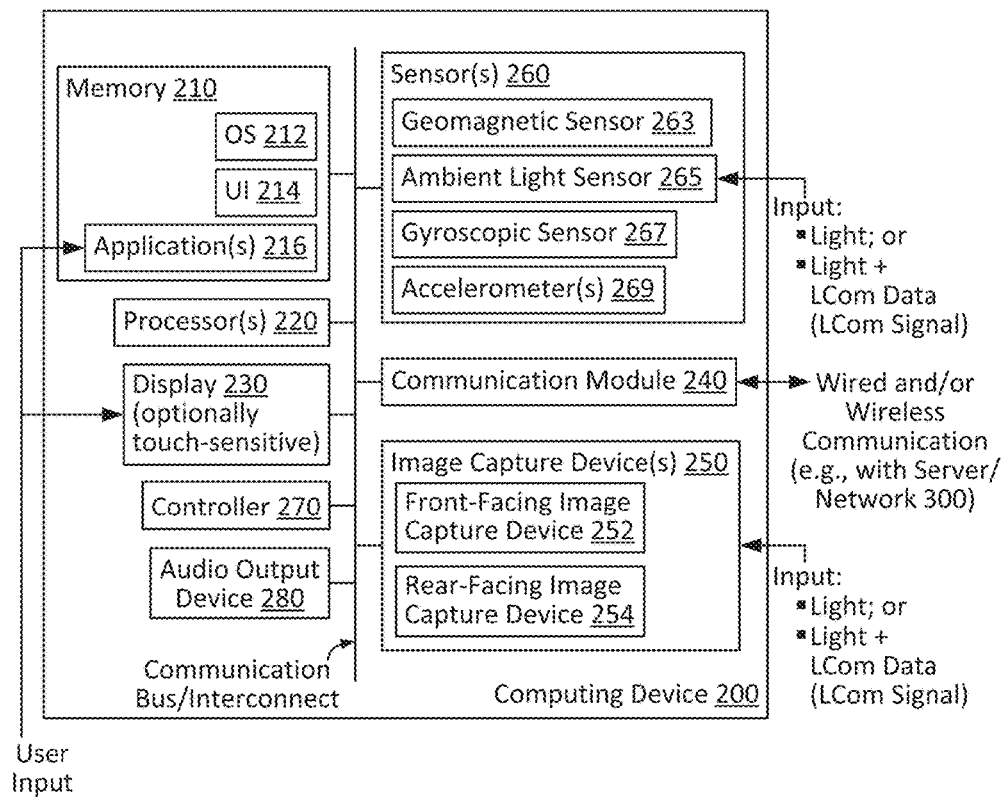 Memory 210
OS 212
UI 214
Application(s) 216
Processor(s) 220
Display 230
(optionally
touch-sensitive)
Controller 270
Audio Output
Device 280
Communication
Bus/Interconnect
Sensor(s) 260
Geomagnetic Sensor 263
Ambient Light Sensor 265
Gyroscopic Sensor 267
Accelerometer(s) 269
Communication Module 240
Image Capture Device(s) 250
Front-Facing Image
Capture Device 252
Rear-Facing Image
Capture Device 254
Computing Device 200
Input:
▪ Light; or
▪ Light +
LCom Data
(LCom Signal)
Wired and/or
Wireless
Communication
(e.g., with Server/
Network 300)
Input:
▪ Light; or
▪ Light +
LCom Data
(LCom Signal)
User
Input